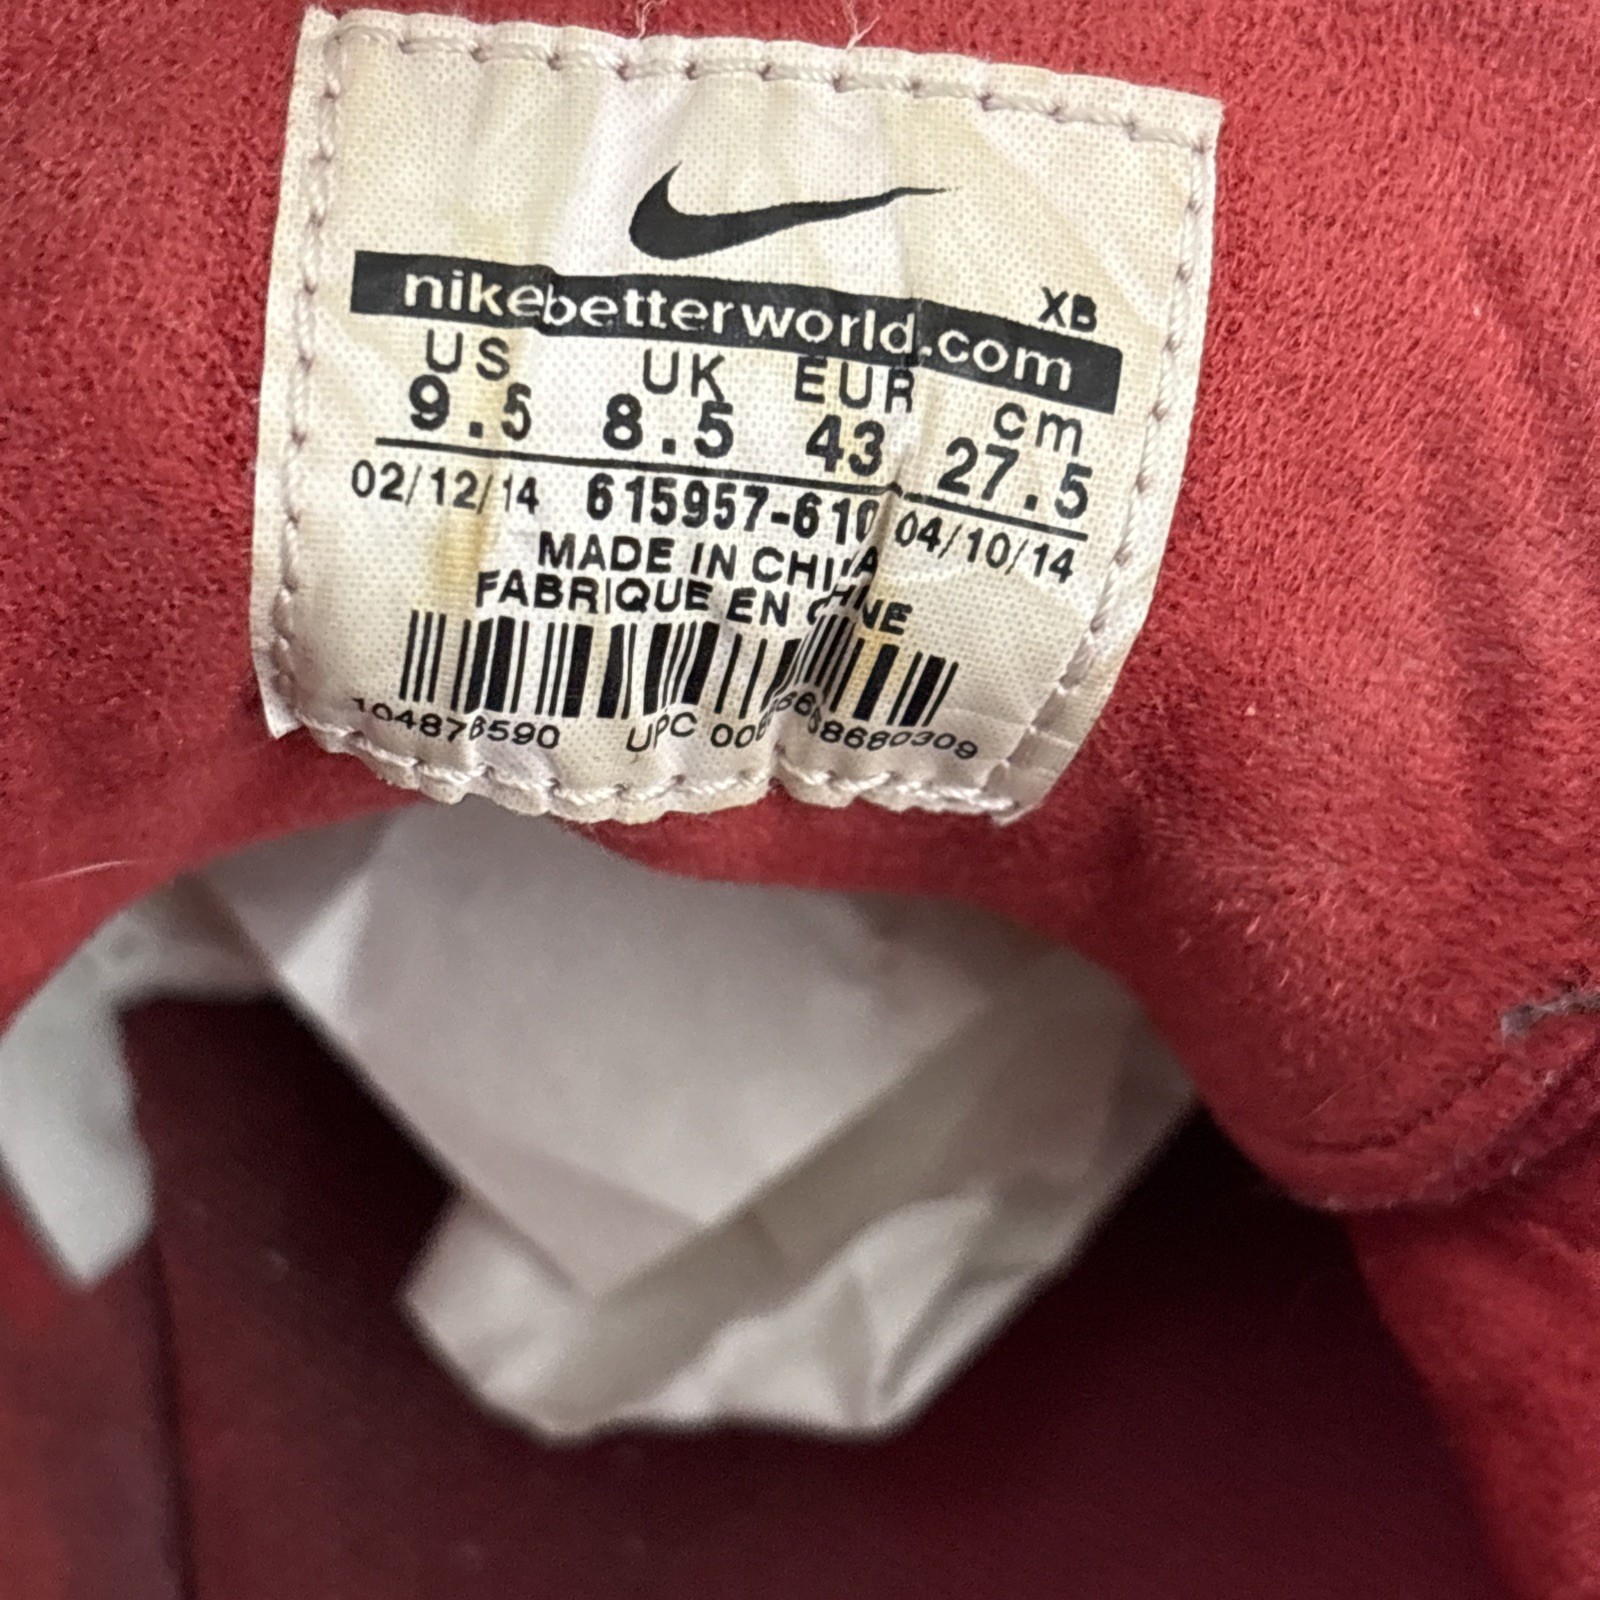 nikebetterworld.com XB
US UK EUR cm
9.5 8.5 43 27.5
02/12/14 615957-610 04/10/14
MADE IN CHINA
FABRIQUE EN CHINE
104876590 UPC